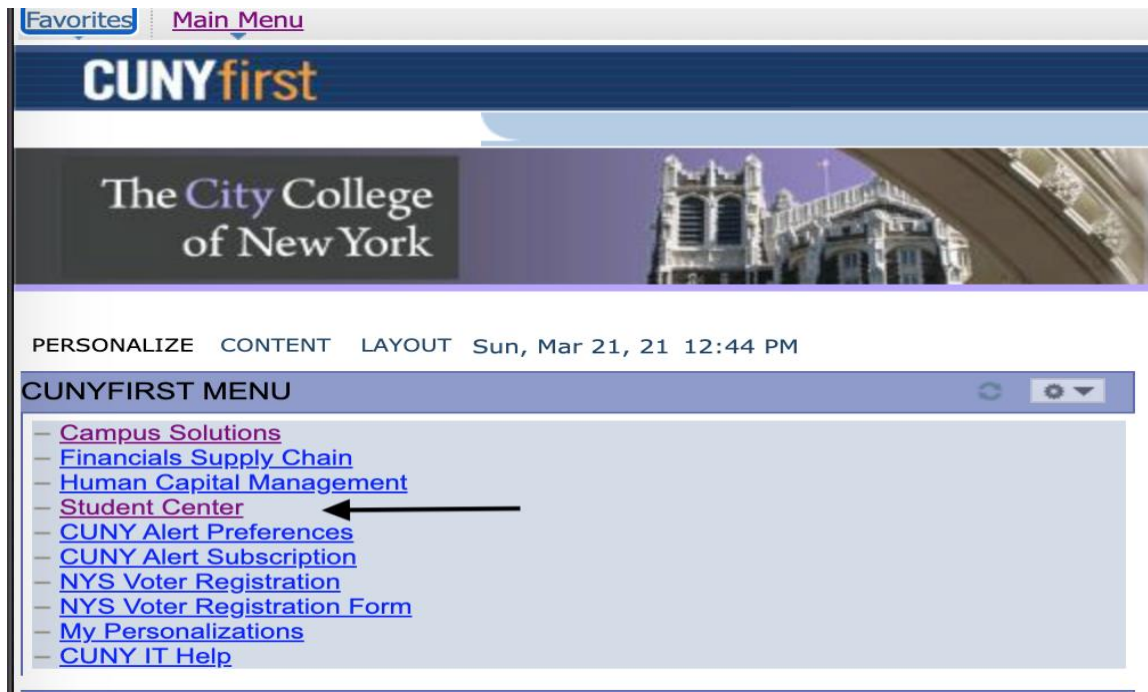 Favorites Main Menu
CUNYfirst
The City College
of New York
PERSONALIZE CONTENT LAYOUT Sun, Mar 21, 21 12:44 PM
CUNYFIRST MENU
Campus Solutions
Financials Supply Chain
Human Capital Management
Student Center
CUNY Alert Preferences
CUNY Alert Subscription
NYS Voter Registration
NYS Voter Registration Form
My Personalizations
CUNY IT Help